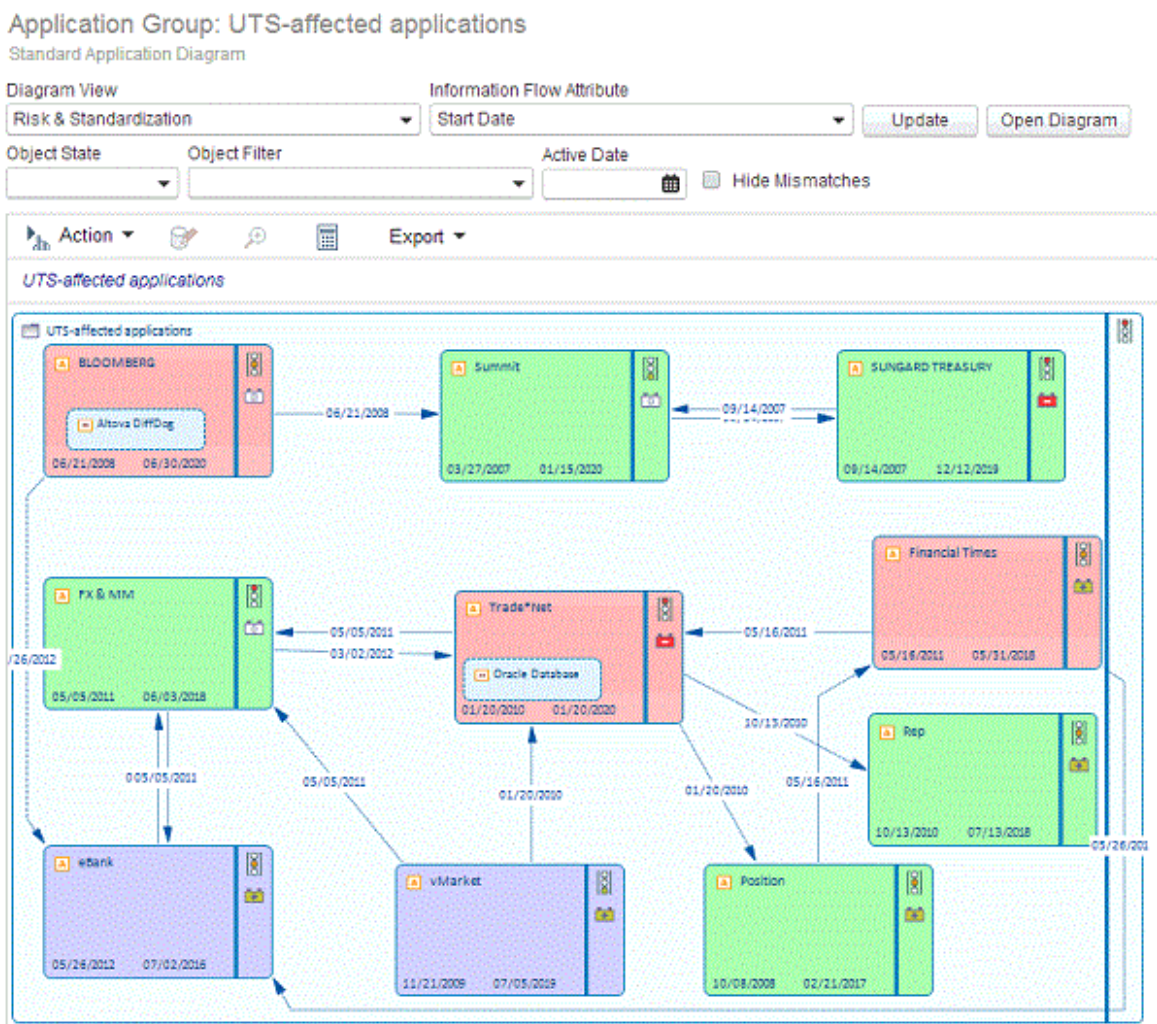 Application Group: UTS-affected applications
Standard Application Diagram
Diagram View
Information Flow Attribute
Risk & Standardization
Start Date
Update
Open Diagram
Object State
Object Filter
Active Date
Hide Mismatches
Action
Export
UTS-affected applications
UTS-affected applications
BLOOMBERG
Altova DiffDog
06/21/2008 06/30/2020
06/21/2008
Summit
03/27/2007 01/15/2020
09/14/2007
SUNGARD TREASURY
09/14/2007 12/12/2019
Financial Times
05/16/2011 05/31/2018
FX & MM
05/05/2011 06/03/2018
05/05/2011
03/02/2012
Trade*Net
Oracle Database
01/20/2010 01/20/2020
05/16/2011
/26/2012
10/13/2010
Rep
10/13/2010 07/13/2018
005/05/2011
05/05/2011
01/20/2010
01/20/2010
05/16/2011
05/26/201
eBank
05/26/2012 07/02/2016
vMarket
11/21/2009 07/05/2019
Position
10/08/2008 02/21/2017